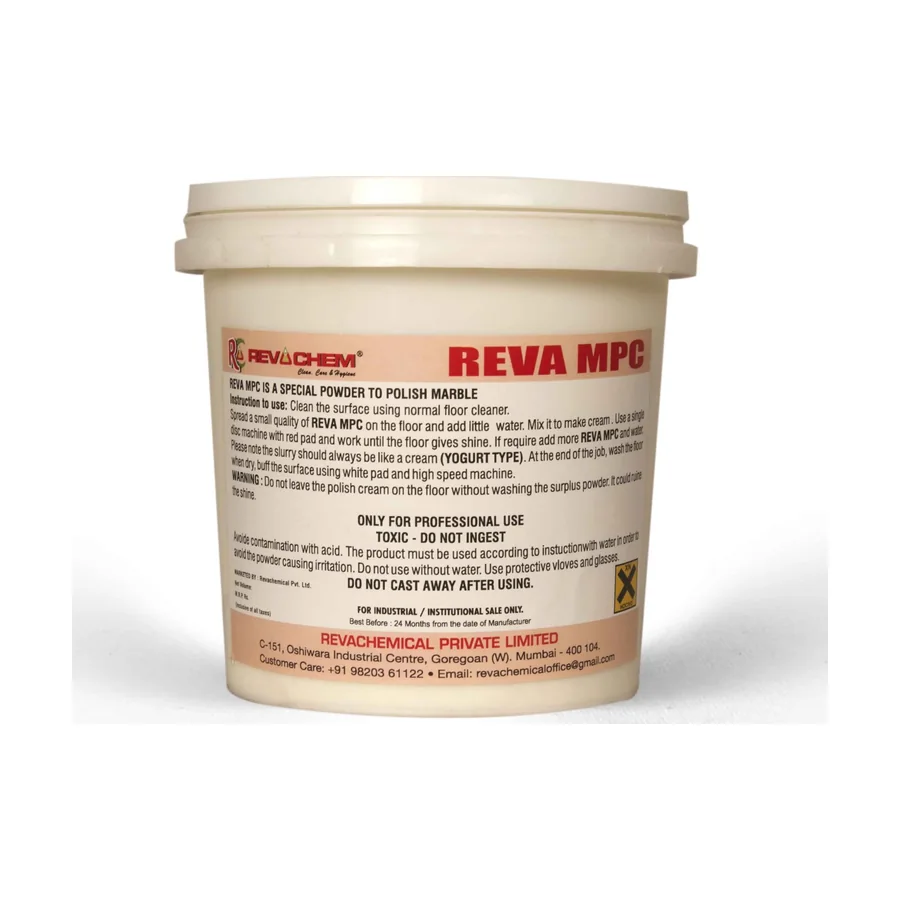 REVACHEM®
Clean, Care & Hygiene
REVA MPC
REVA MPC IS A SPECIAL POWDER TO POLISH MARBLE
Instruction to use: Clean the surface using normal floor cleaner.
Spread a small quality of REVA MPC on the floor and add little water. Mix it to make cream . Use a single
disc machine with red pad and work until the floor gives shine. If require add more REVA MPC and water.
Please note the slurry should always be like a cream (YOGURT TYPE). At the end of the job, wash the floor
when dry, buff the surface using white pad and high speed machine.
WARNING : Do not leave the polish cream on the floor without washing the surplus powder. It could ruine
the shine.
ONLY FOR PROFESSIONAL USE
TOXIC - DO NOT INGEST
Avoide contamination with acid. The product must be used according to instuctionwith water in order to
avoid the powder causing irritation. Do not use without water. Use protective vloves and glasses.
DO NOT CAST AWAY AFTER USING.
MARKETED BY Revachemical Pvt. Ltd.
Net Volume:
M.R.P. Rs.
(Inclusive of all taxes)
FOR INDUSTRIAL / INSTITUTIONAL SALE ONLY.
Best Before : 24 Months from the date of Manufacturer
REVACHEMICAL PRIVATE LIMITED
C-151, Oshiwara Industrial Centre, Goregoan (W). Mumbai - 400 104.
Customer Care: +91 98203 61122 • Email: revachemicaloffice@gmail.com